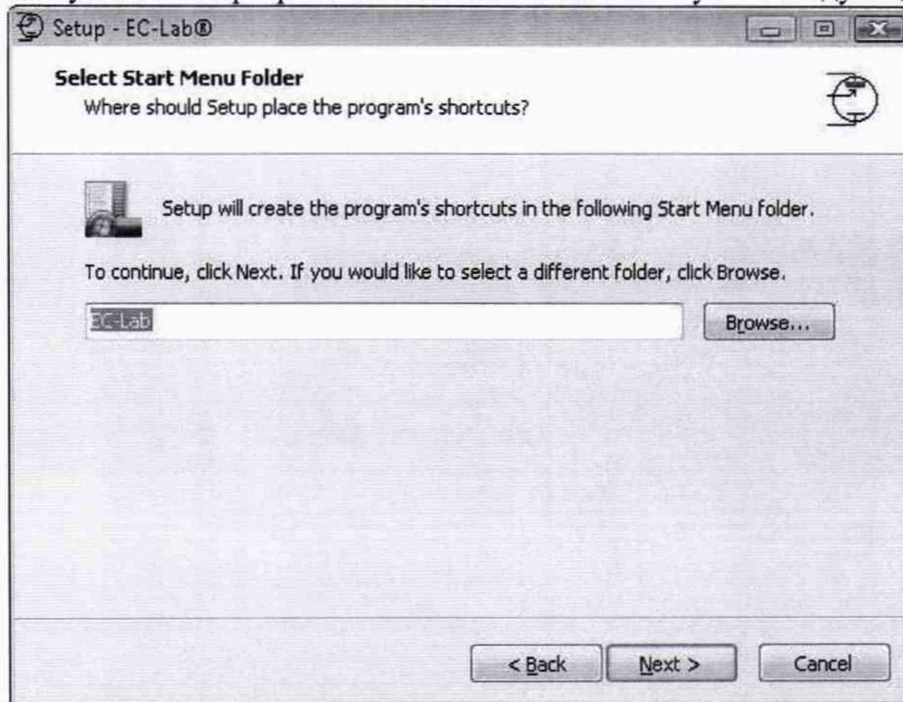 Setup - EC-Lab®
Select Start Menu Folder
Where should Setup place the program's shortcuts?
Setup will create the program's shortcuts in the following Start Menu folder.
To continue, click Next. If you would like to select a different folder, click Browse.
EC-Lab
Browse...
< Back
Next >
Cancel